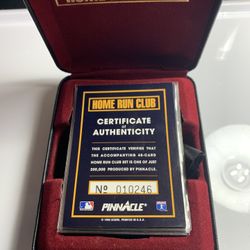 HOME RUN CLUB
CERTIFICATE
OF
AUTHENTICITY
THIS CERTIFICATE VERIFIES THAT
THE ACCOMPANYING 48-CARD
HOME RUN CLUB SET IS ONE OF JUST
200,000 PRODUCED BY PINNACLE.
Nº 010246
PINNACLE